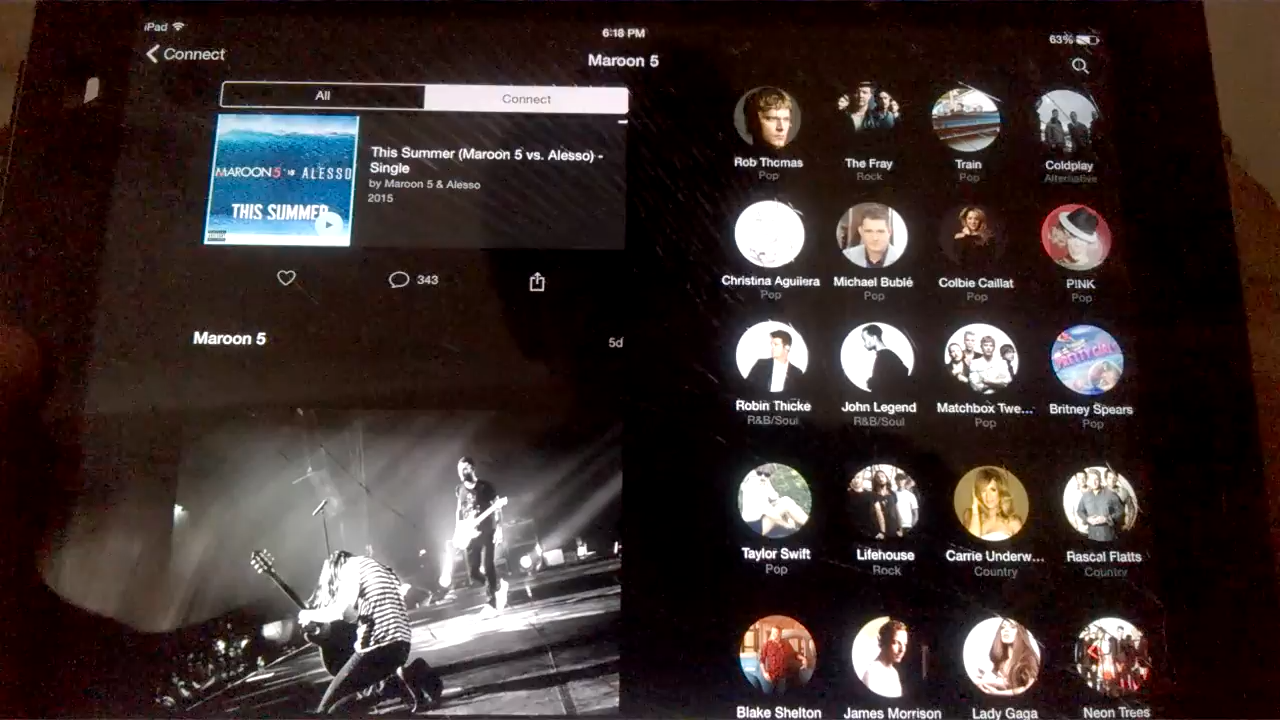 iPad
6:18 PM
63%
Connect
Maroon 5
All
Connect
MAROON 5 vs ALESSO
THIS SUMMER
This Summer (Maroon 5 vs. Alesso) -
Single
by Maroon 5 & Alesso
2015
343
Maroon 5
5d
Rob Thomas
Pop
The Fray
Rock
Train
Pop
Coldplay
Alternative
Christina Aguilera
Pop
Michael Bublé
Pop
Colbie Caillat
Pop
P!NK
Pop
Robin Thicke
R&B/Soul
John Legend
R&B/Soul
Matchbox Twe...
Pop
PRETTY GIRLS
Britney Spears
Pop
Taylor Swift
Pop
Lifehouse
Rock
Carrie Underw...
Country
Rascal Flatts
Country
Blake Shelton
James Morrison
Lady Gaga
Neon Trees